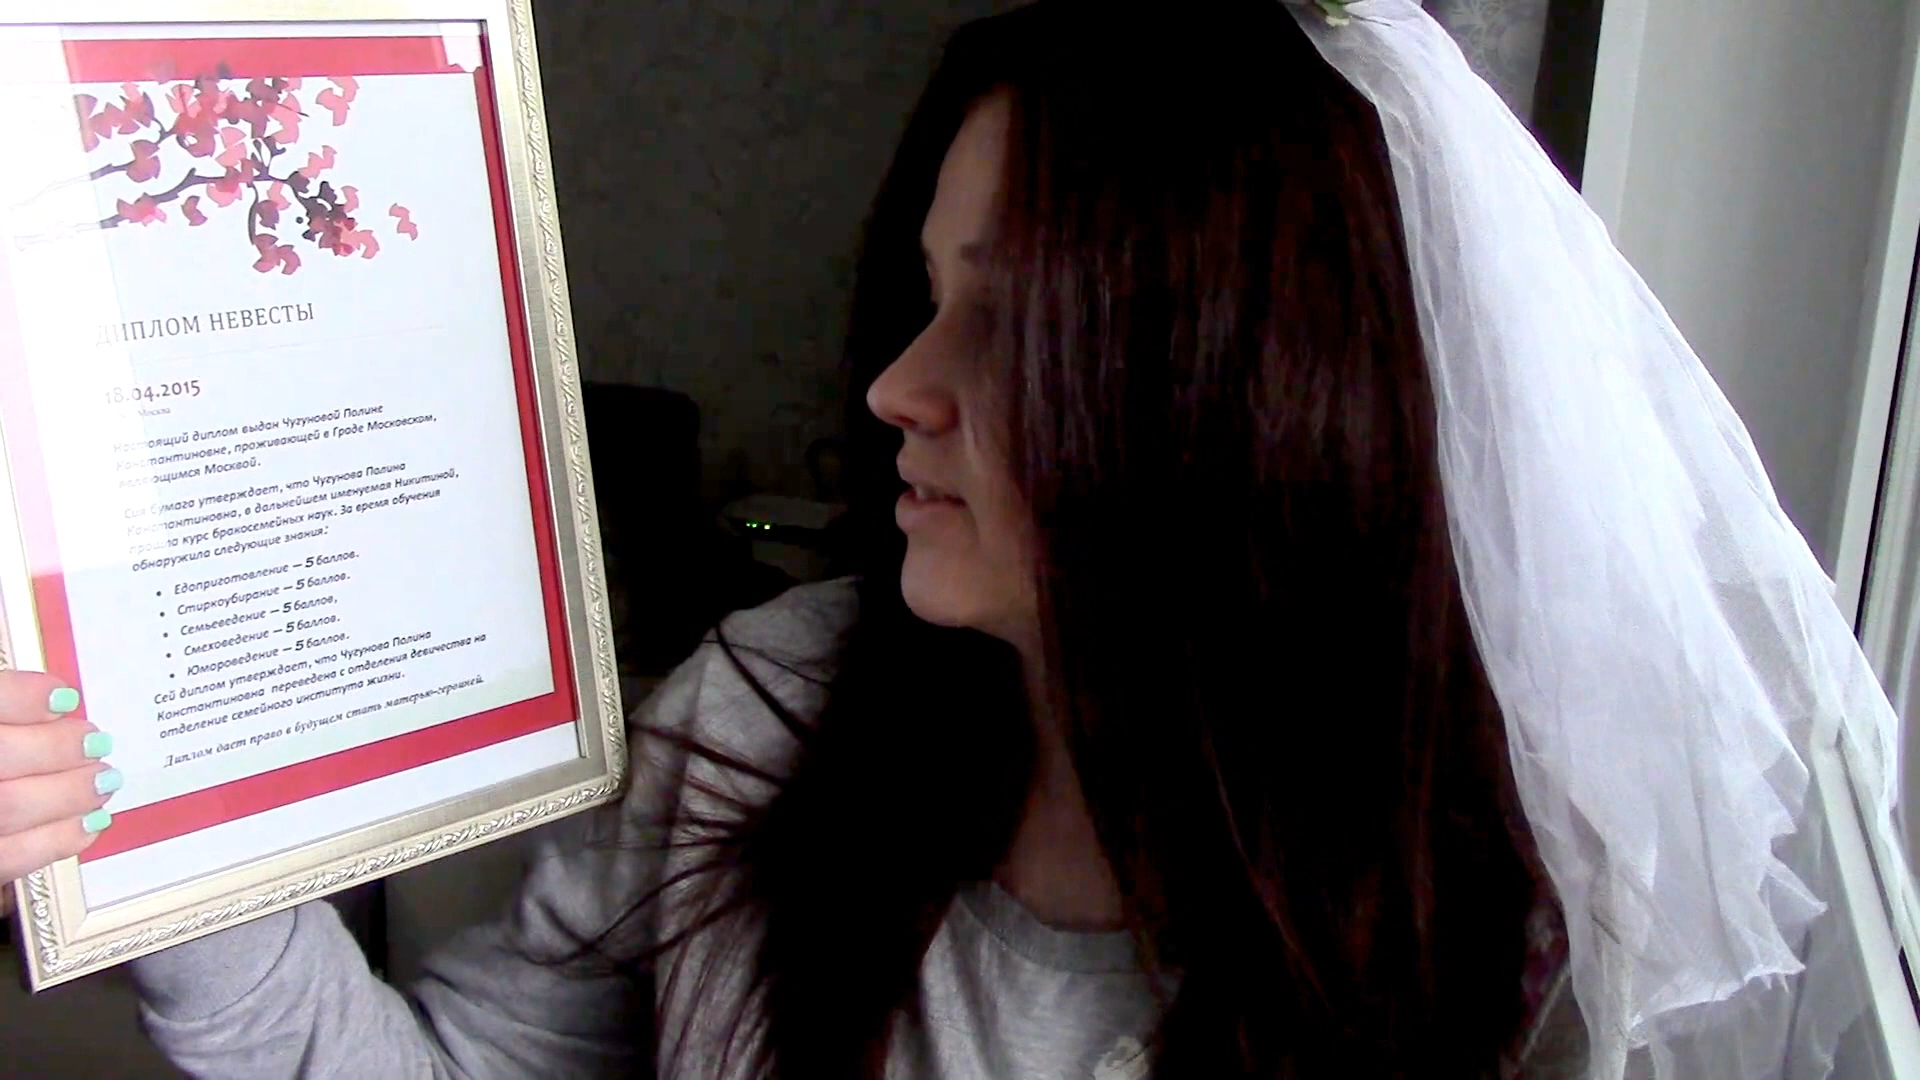 ДИПЛОМ НЕВЕСТЫ
18.04.2015
Москва
Настоящий диплом выдан Чугуновой Полине
Константиновне, проживающей в Граде Московском,
являющимся Москвой.
Сия бумага утверждает, что Чугунова Полина
Константиновна, в дальнейшем именуемая Никитиной,
прошла курс бракосемейных наук. За время обучения
обнаружила следующие знания:
• Едоприготовление – 5 баллов.
• Стиркоубирание – 5 баллов.
• Семьеведение – 5 баллов,
• Смеховедение – 5 баллов.
• Юмороведение – 5 баллов.
Сей диплом утверждает, что Чугунова Полина
Константиновна переведена с отделения девичества на
отделение семейного института жизни.
Диплом даст право в будущем стать матерью-героиней.